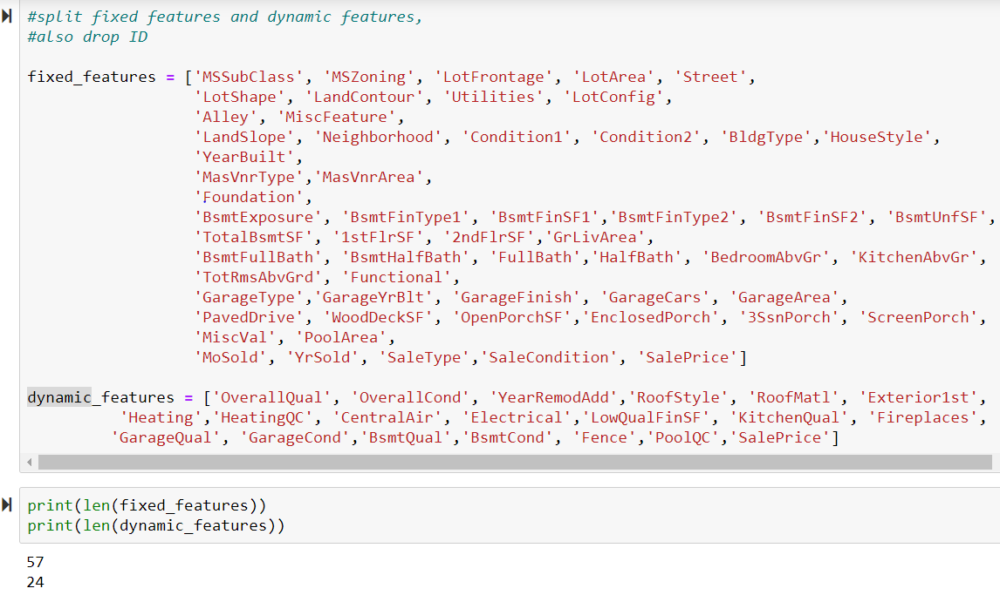 #split fixed features and dynamic features,
#also drop ID
fixed_features = ['MSSubClass', 'MSZoning', 'LotFrontage', 'LotArea', 'Street',
'LotShape', 'LandContour', 'Utilities', 'LotConfig',
'Alley', 'MiscFeature',
'LandSlope', 'Neighborhood', 'Condition1', 'Condition2', 'BldgType','HouseStyle',
'YearBuilt',
'MasVnrType','MasVnrArea',
'Foundation',
'BsmtExposure', 'BsmtFinType1', 'BsmtFinSF1','BsmtFinType2', 'BsmtFinSF2', 'BsmtUnfSF',
'TotalBsmtSF', '1stFlrSF', '2ndFlrSF','GrLivArea',
'BsmtFullBath', 'BsmtHalfBath', 'FullBath','HalfBath', 'BedroomAbvGr', 'KitchenAbvGr',
'TotRmsAbvGrd', 'Functional',
'GarageType','GarageYrBlt', 'GarageFinish', 'GarageCars', 'GarageArea',
'PavedDrive', 'WoodDeckSF', 'OpenPorchSF','EnclosedPorch', '3SsnPorch', 'ScreenPorch',
'MiscVal', 'PoolArea',
'MoSold', 'YrSold', 'SaleType','SaleCondition', 'SalePrice']
dynamic_features = ['OverallQual', 'OverallCond', 'YearRemodAdd','RoofStyle', 'RoofMatl', 'Exterior1st',
'Heating','HeatingQC', 'CentralAir', 'Electrical','LowQualFinSF', 'KitchenQual', 'Fireplaces',
'GarageQual', 'GarageCond','BsmtQual','BsmtCond', 'Fence','PoolQC','SalePrice']
print(len(fixed_features))
print(len(dynamic_features))
57
24